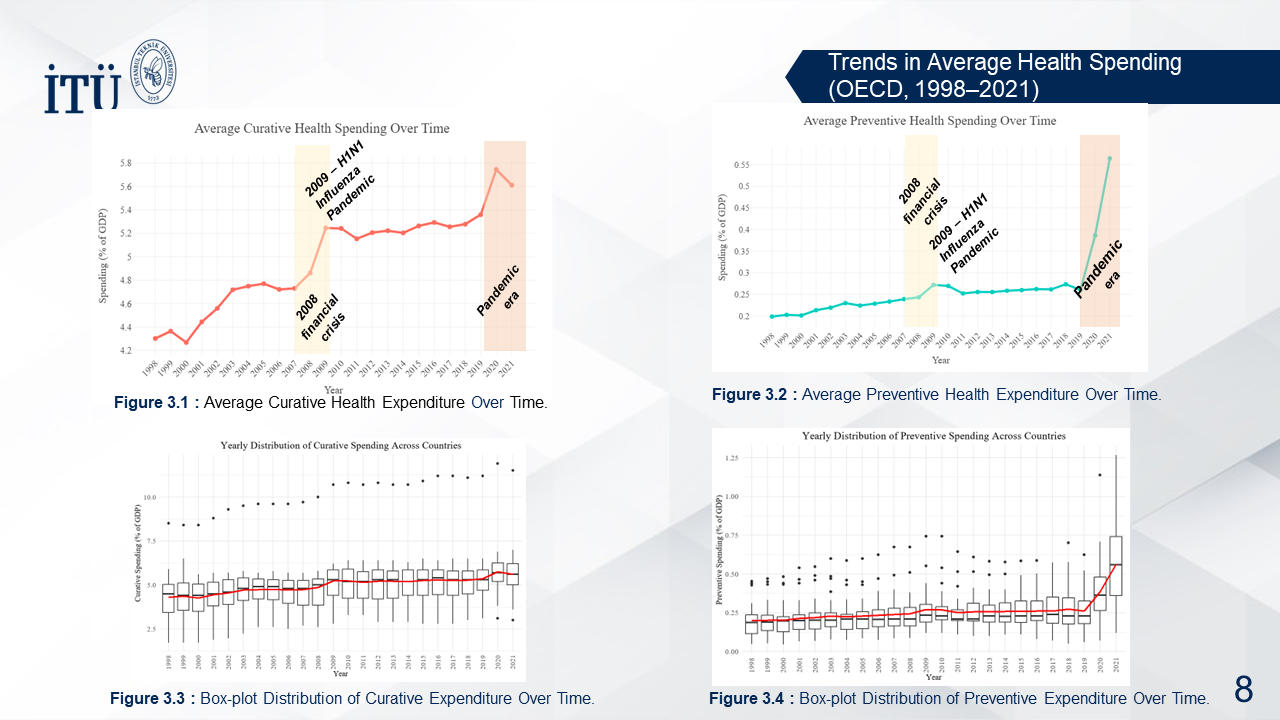 İTÜ
İSTANBUL TEKNİK ÜNİVERSİTESİ
1773
Trends in Average Health Spending
(OECD, 1998–2021)
Average Curative Health Spending Over Time
Spending (% of GDP)
5.8
5.6
5.4
5.2
5
4.8
4.6
4.4
4.2
2009 – H1N1
Influenza
Pandemic
2008
financial
crisis
Pandemic
era
1998 1999 2000 2001 2002 2003 2004 2005 2006 2007 2008 2009 2010 2011 2012 2013 2014 2015 2016 2017 2018 2019 2020 2021
Year
Figure 3.1 : Average Curative Health Expenditure Over Time.
Average Preventive Health Spending Over Time
Spending (% of GDP)
0.55
0.5
0.45
0.4
0.35
0.3
0.25
0.2
2008
financial
crisis
2009 – H1N1
Influenza
Pandemic
Pandemic
era
1998 1999 2000 2001 2002 2003 2004 2005 2006 2007 2008 2009 2010 2011 2012 2013 2014 2015 2016 2017 2018 2019 2020 2021
Year
Figure 3.2 : Average Preventive Health Expenditure Over Time.
Yearly Distribution of Curative Spending Across Countries
Curative Spending (% of GDP)
10.0
7.5
5.0
2.5
1998 1999 2000 2001 2002 2003 2004 2005 2006 2007 2008 2009 2010 2011 2012 2013 2014 2015 2016 2017 2018 2019 2020 2021
Year
Figure 3.3 : Box-plot Distribution of Curative Expenditure Over Time.
Yearly Distribution of Preventive Spending Across Countries
Preventive Spending (% of GDP)
1.25
1.00
0.75
0.50
0.25
0.00
1998 1999 2000 2001 2002 2003 2004 2005 2006 2007 2008 2009 2010 2011 2012 2013 2014 2015 2016 2017 2018 2019 2020 2021
Year
Figure 3.4 : Box-plot Distribution of Preventive Expenditure Over Time.
8